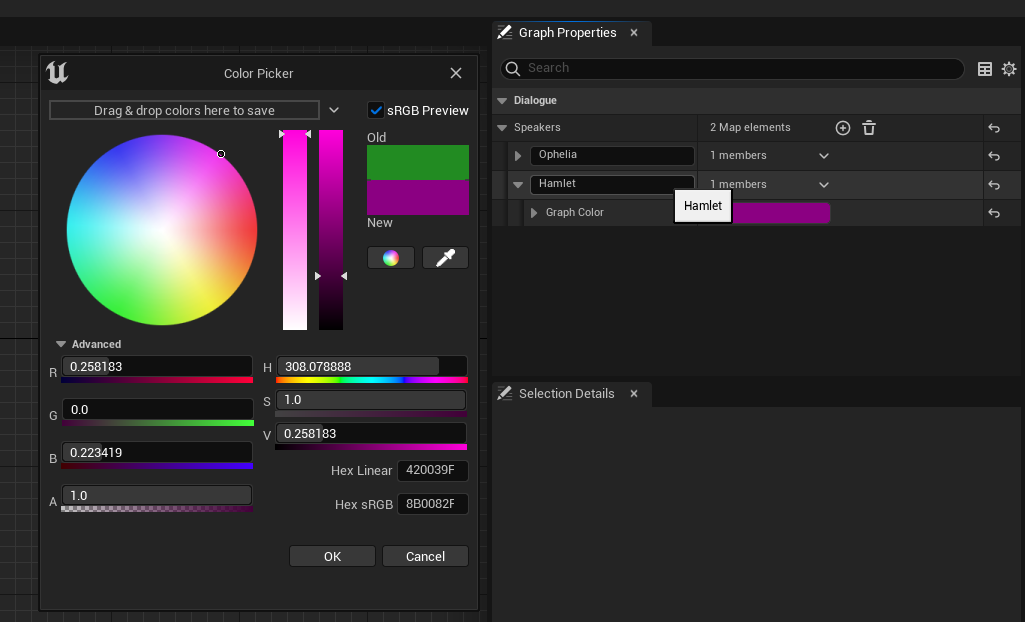 Color Picker
Drag & drop colors here to save
sRGB Preview
Old
New
Advanced
R 0.258183
G 0.0
B 0.223419
A 1.0
H 308.078888
S 1.0
V 0.258183
Hex Linear 420039F
Hex sRGB 8B0082F
OK Cancel
Graph Properties
Search
Dialogue
Speakers 2 Map elements
Ophelia 1 members
Hamlet 1 members
Hamlet
Graph Color
Selection Details